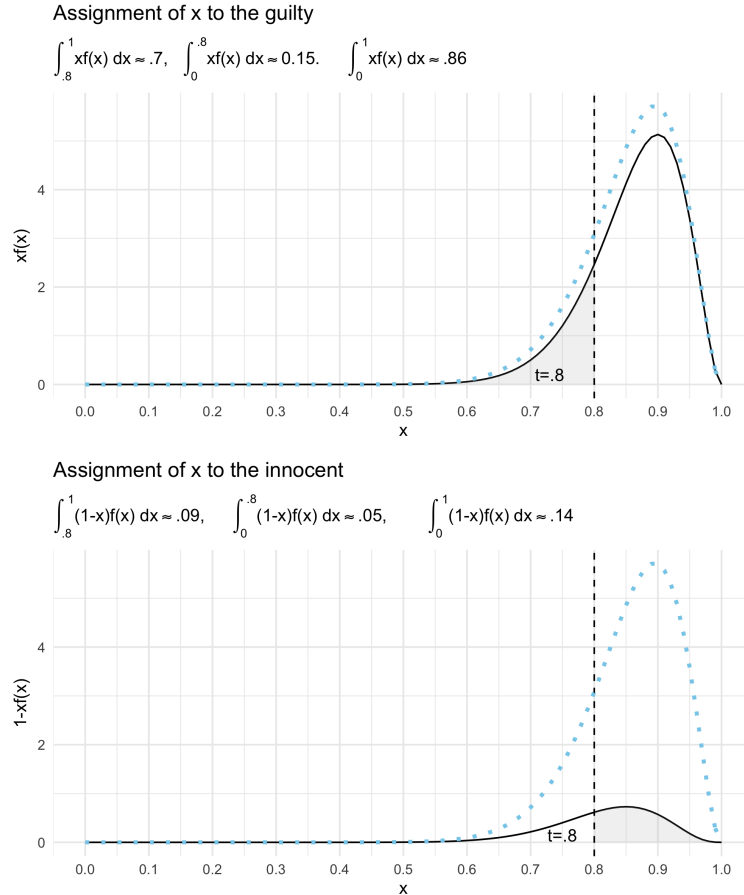 Assignment of x to the guilty
∫.8^1 xf(x) dx ≈ .7, ∫0^.8 xf(x) dx ≈ 0.15. ∫0^1 xf(x) dx ≈ .86
xf(x)
4
2
0
t=.8
0.0 0.1 0.2 0.3 0.4 0.5 0.6 0.7 0.8 0.9 1.0
x
Assignment of x to the innocent
∫.8^1 (1-x)f(x) dx ≈ .09, ∫0^.8 (1-x)f(x) dx ≈ .05, ∫0^1 (1-x)f(x) dx ≈ .14
1-xf(x)
4
2
0
t=.8
0.0 0.1 0.2 0.3 0.4 0.5 0.6 0.7 0.8 0.9 1.0
x